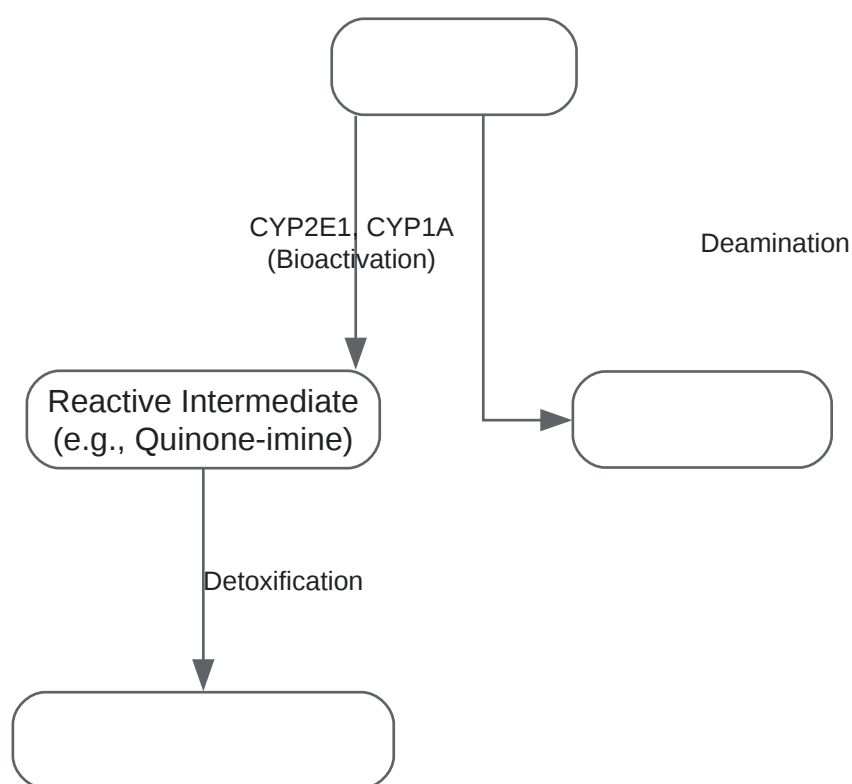 CYP2E1, CYP1A
(Bioactivation)
Deamination
Reactive Intermediate
(e.g., Quinone-imine)
Detoxification